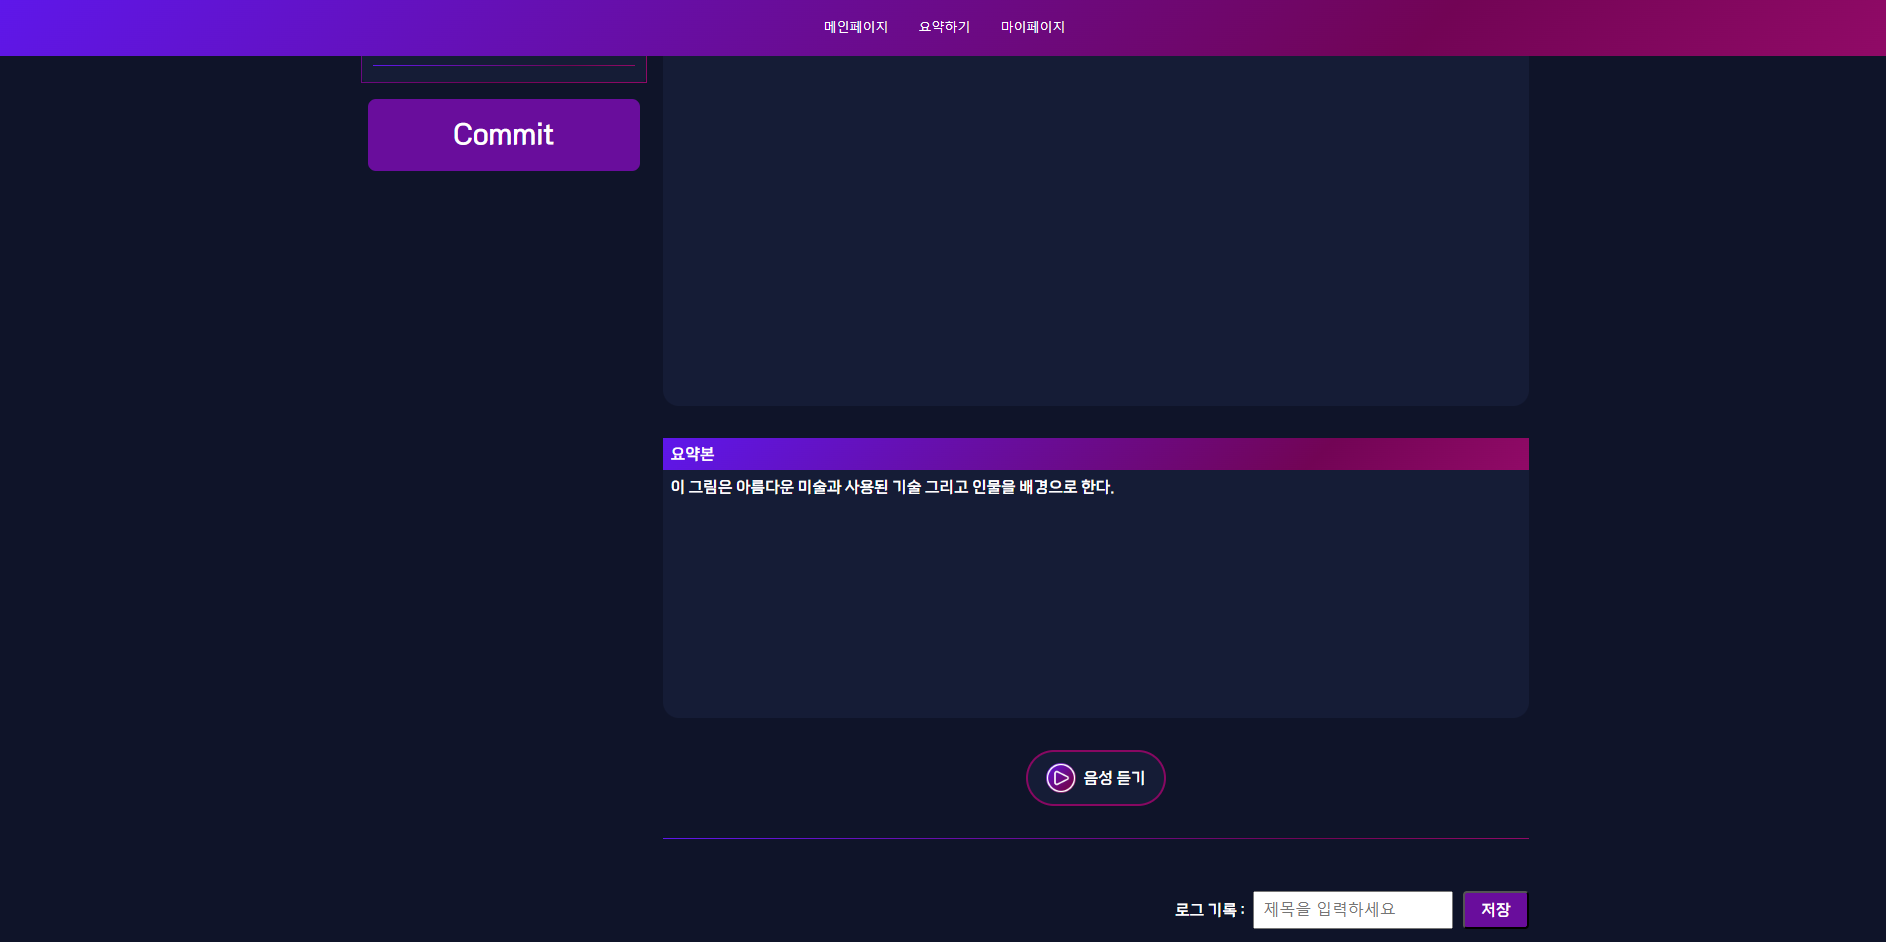 메인페이지 요약하기 마이페이지
Commit
요약본
이 그림은 아름다운 미술과 사용된 기술 그리고 인물을 배경으로 한다.
음성 듣기
로그 기록 : 제목을 입력하세요 저장